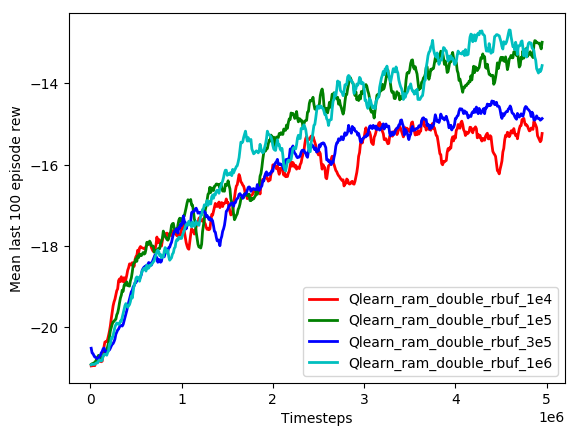 Mean last 100 episode rew
−14
−16
−18
−20
Qlearn_ram_double_rbuf_1e4
Qlearn_ram_double_rbuf_1e5
Qlearn_ram_double_rbuf_3e5
Qlearn_ram_double_rbuf_1e6
0 1 2 3 4 5
Timesteps
1e6